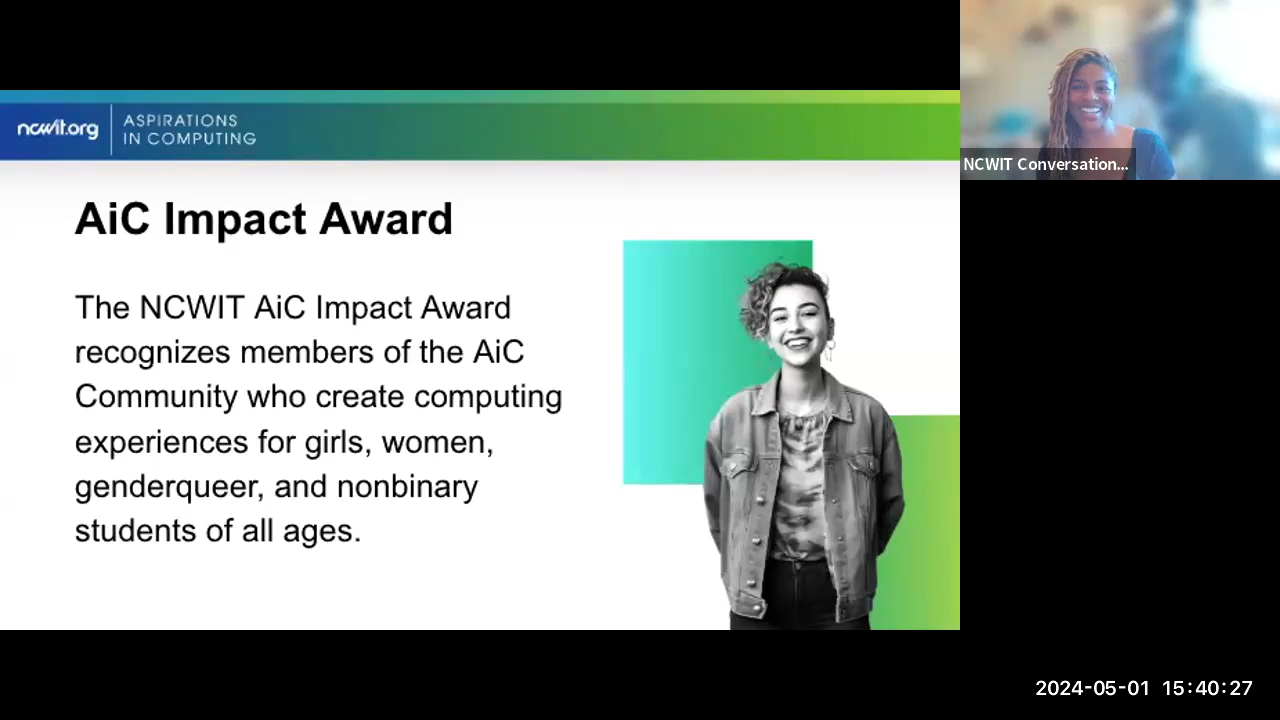 ncwit.org
ASPIRATIONS
IN COMPUTING
NCWIT Conversation...
AiC Impact Award
The NCWIT AiC Impact Award
recognizes members of the AiC
Community who create computing
experiences for girls, women,
genderqueer, and nonbinary
students of all ages.
2024-05-01 15:40:27